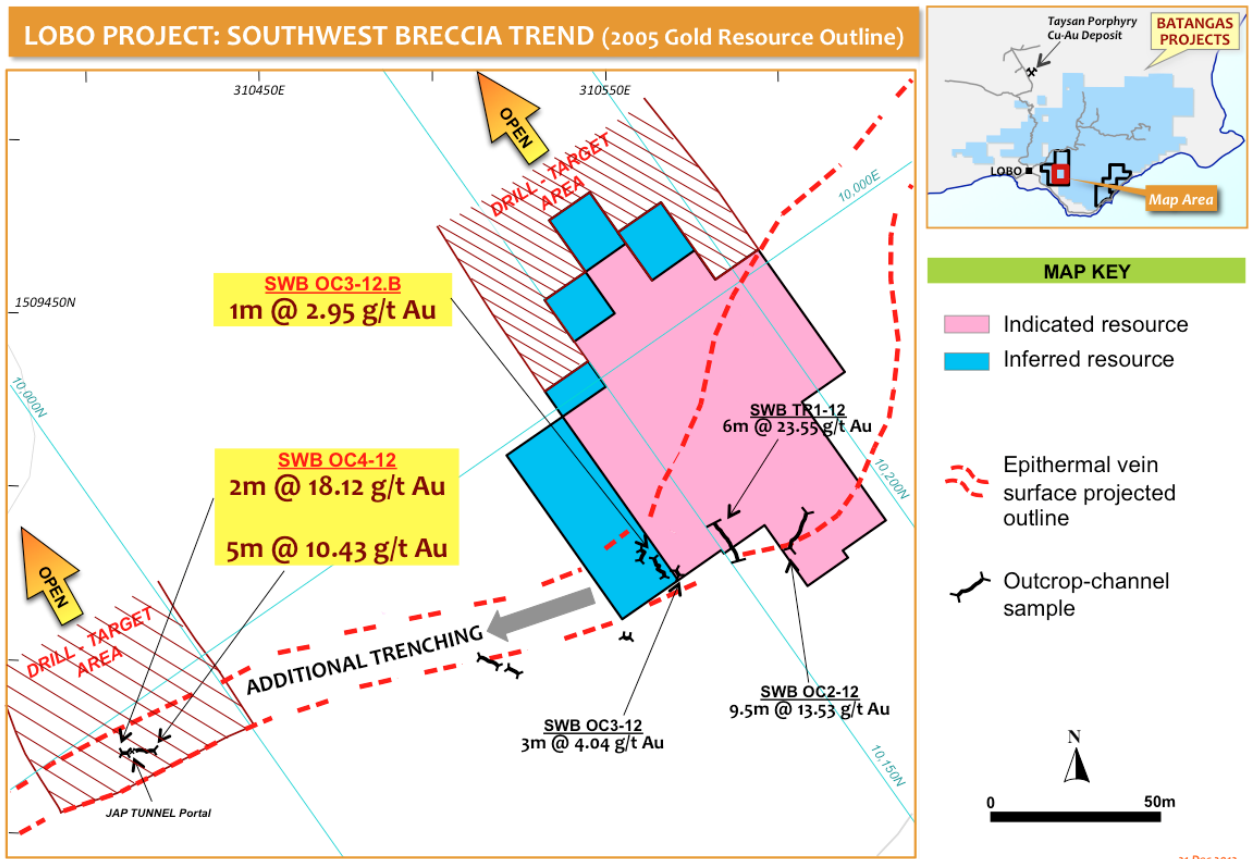 LOBO PROJECT: SOUTHWEST BRECCIA TREND (2005 Gold Resource Outline)
310450E
310550E
OPEN
DRILL - TARGET
AREA
10,000E
1509450N
SWB OC3-12.B
1m @ 2.95 g/t Au
10,000N
SWB TR1-12
6m @ 23.55 g/t Au
SWB OC4-12
2m @ 18.12 g/t Au
5m @ 10.43 g/t Au
10,200N
OPEN
DRILL - TARGET
AREA
ADDITIONAL TRENCHING
SWB OC2-12
9.5m @ 13.53 g/t Au
SWB OC3-12
3m @ 4.04 g/t Au
10,150N
JAP TUNNEL Portal
Taysan Porphyry
Cu-Au Deposit
BATANGAS
PROJECTS
LOBO
Map Area
MAP KEY
Indicated resource
Inferred resource
Epithermal vein
surface projected
outline
Outcrop-channel
sample
N
0
50m